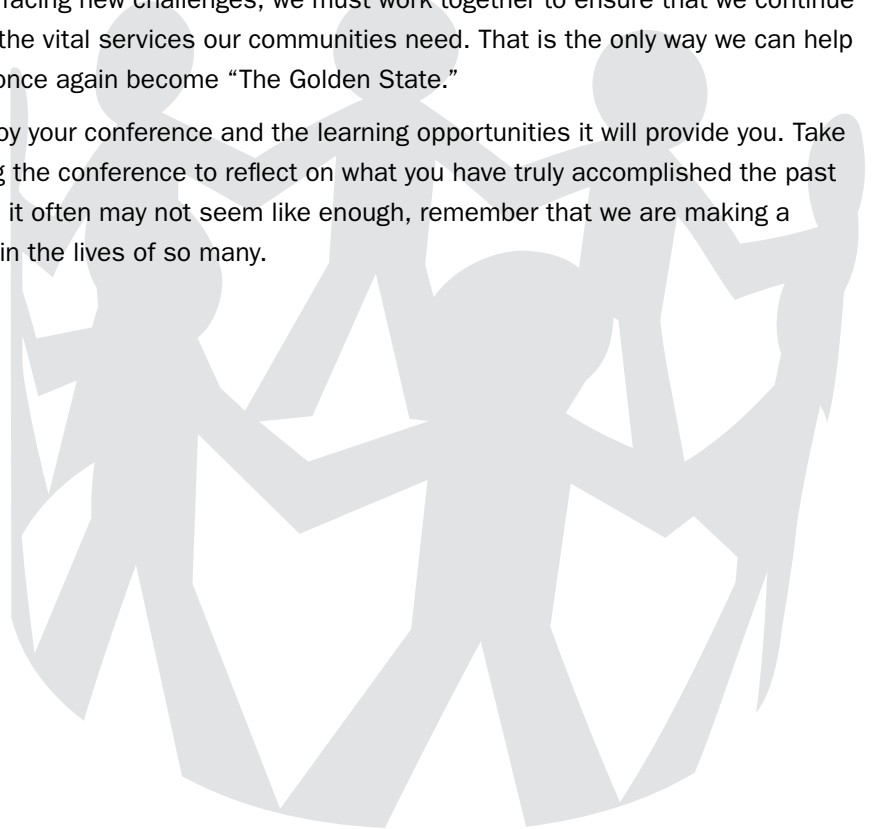 facing new challenges, we must work together to ensure that we continue
the vital services our communities need. That is the only way we can help
once again become “The Golden State.”
your conference and the learning opportunities it will provide you. Take
the conference to reflect on what you have truly accomplished the past
it often may not seem like enough, remember that we are making a
in the lives of so many.